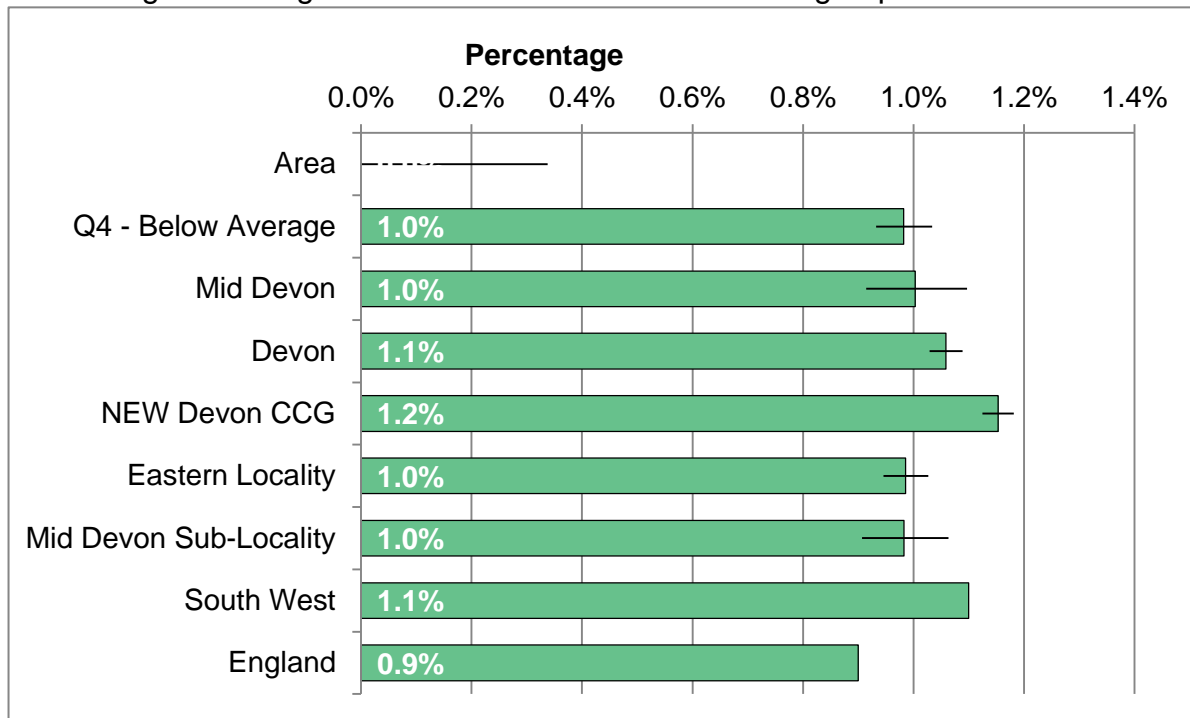 Percentage
0.0% 0.2% 0.4% 0.6% 0.8% 1.0% 1.2% 1.4%
Area
Q4 - Below Average 1.0%
Mid Devon 1.0%
Devon 1.1%
NEW Devon CCG 1.2%
Eastern Locality 1.0%
Mid Devon Sub-Locality 1.0%
South West 1.1%
England 0.9%